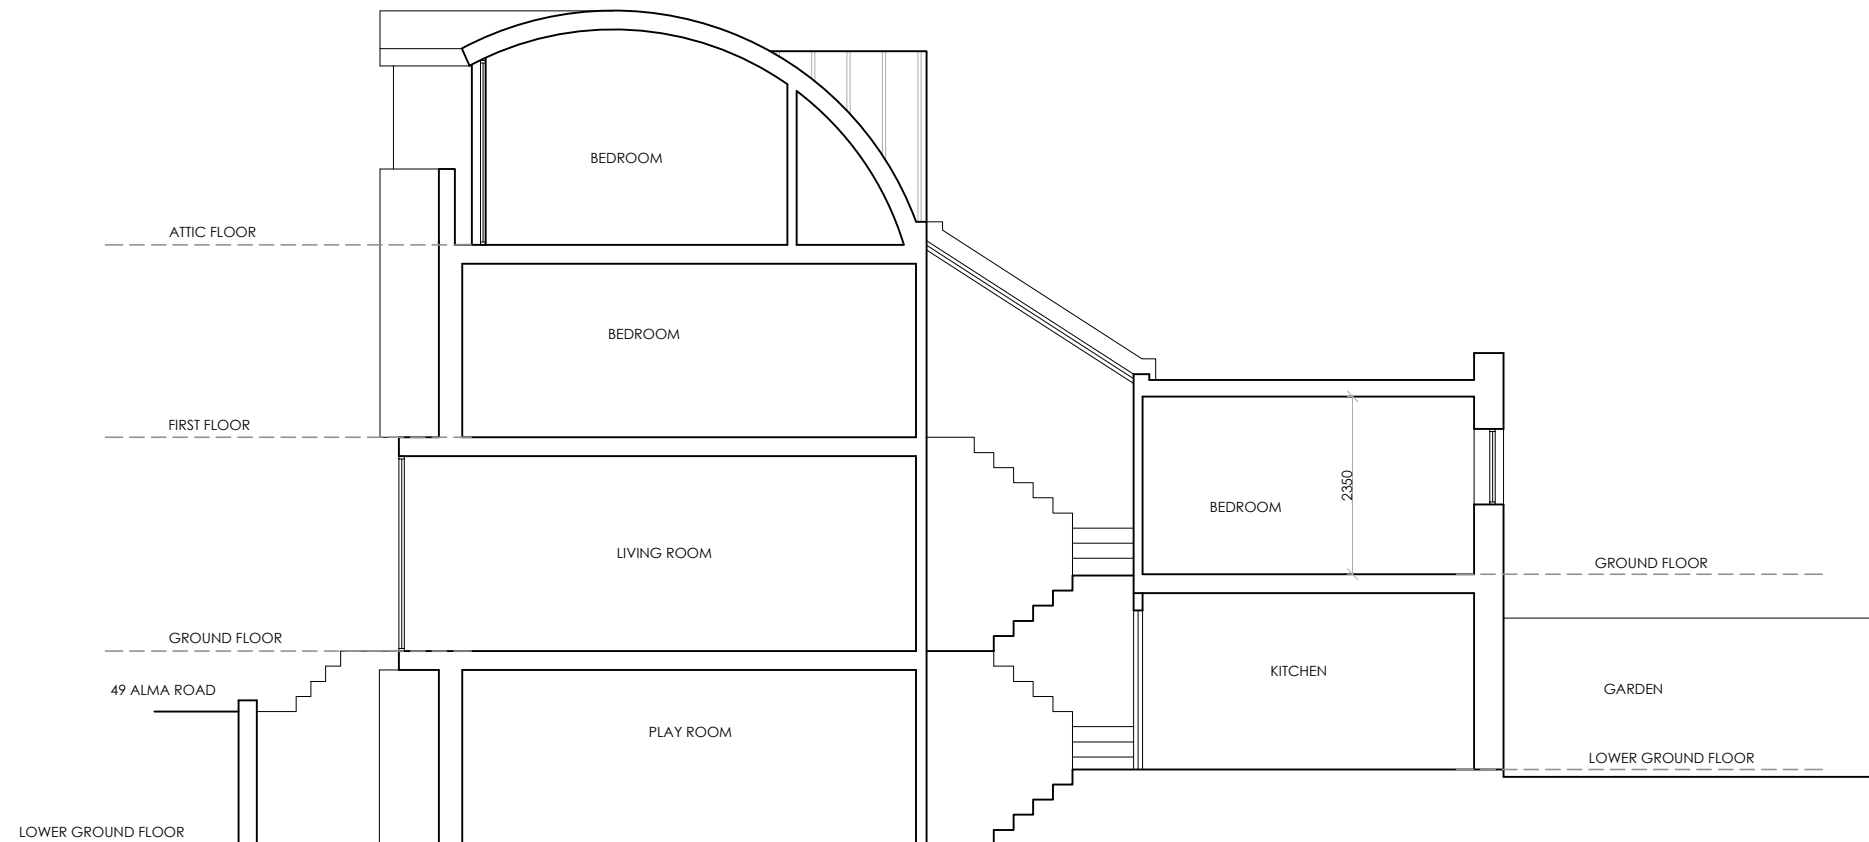 BEDROOM
ATTIC FLOOR
BEDROOM
FIRST FLOOR
2350
BEDROOM
LIVING ROOM
GROUND FLOOR
GROUND FLOOR
KITCHEN
49 ALMA ROAD
GARDEN
PLAY ROOM
LOWER GROUND FLOOR
LOWER GROUND FLOOR